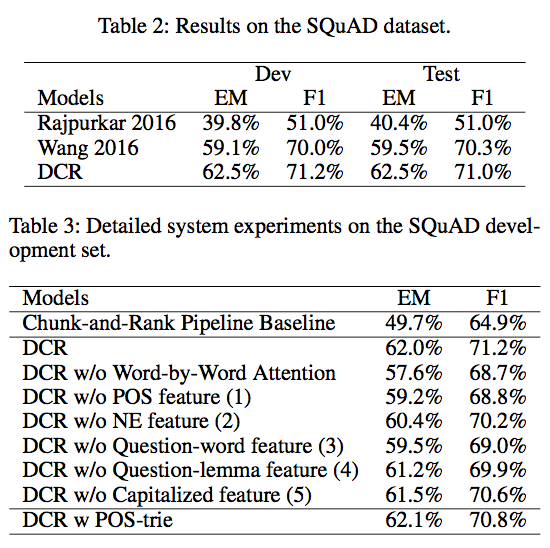 Table 2: Results on the SQuAD dataset.
Dev Test
Models EM F1 EM F1
Rajpurkar 2016 39.8% 51.0% 40.4% 51.0%
Wang 2016 59.1% 70.0% 59.5% 70.3%
DCR 62.5% 71.2% 62.5% 71.0%
Table 3: Detailed system experiments on the SQuAD devel-
opment set.
Models EM F1
Chunk-and-Rank Pipeline Baseline 49.7% 64.9%
DCR 62.0% 71.2%
DCR w/o Word-by-Word Attention 57.6% 68.7%
DCR w/o POS feature (1) 59.2% 68.8%
DCR w/o NE feature (2) 60.4% 70.2%
DCR w/o Question-word feature (3) 59.5% 69.0%
DCR w/o Question-lemma feature (4) 61.2% 69.9%
DCR w/o Capitalized feature (5) 61.5% 70.6%
DCR w POS-trie 62.1% 70.8%